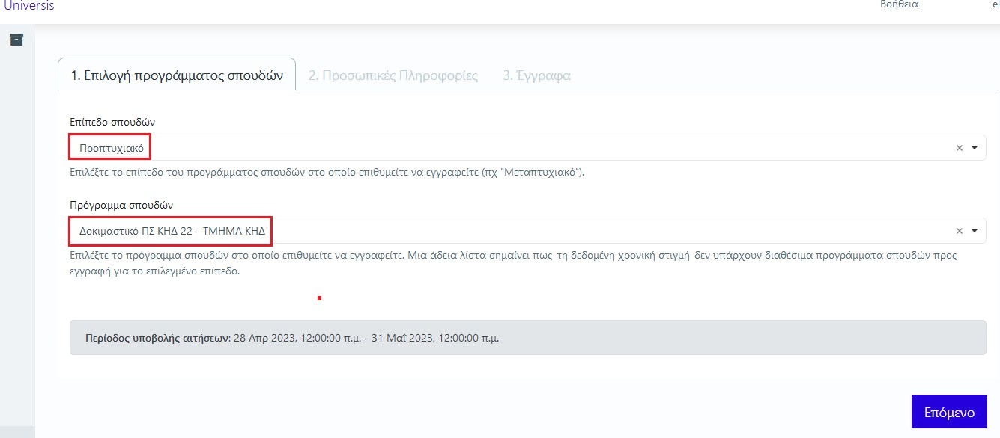 Universis
Βοήθεια
el
1. Επιλογή προγράμματος σπουδών
2. Προσωπικές Πληροφορίες
3. Έγγραφα
Επίπεδο σπουδών
Προπτυχιακό
Επιλέξτε το επίπεδο του προγράμματος σπουδών στο οποίο επιθυμείτε να εγγραφείτε (πχ "Μεταπτυχιακό").
Πρόγραμμα σπουδών
Δοκιμαστικό ΠΣ ΚΗΔ 22 - ΤΜΗΜΑ ΚΗΔ
Επιλέξτε το πρόγραμμα σπουδών στο οποίο επιθυμείτε να εγγραφείτε. Μια άδεια λίστα σημαίνει πως-τη δεδομένη χρονική στιγμή-δεν υπάρχουν διαθέσιμα προγράμματα σπουδών προς
εγγραφή για το επιλεγμένο επίπεδο.
Περίοδος υποβολής αιτήσεων: 28 Απρ 2023, 12:00:00 π.μ. - 31 Μαΐ 2023, 12:00:00 π.μ.
Επόμενο